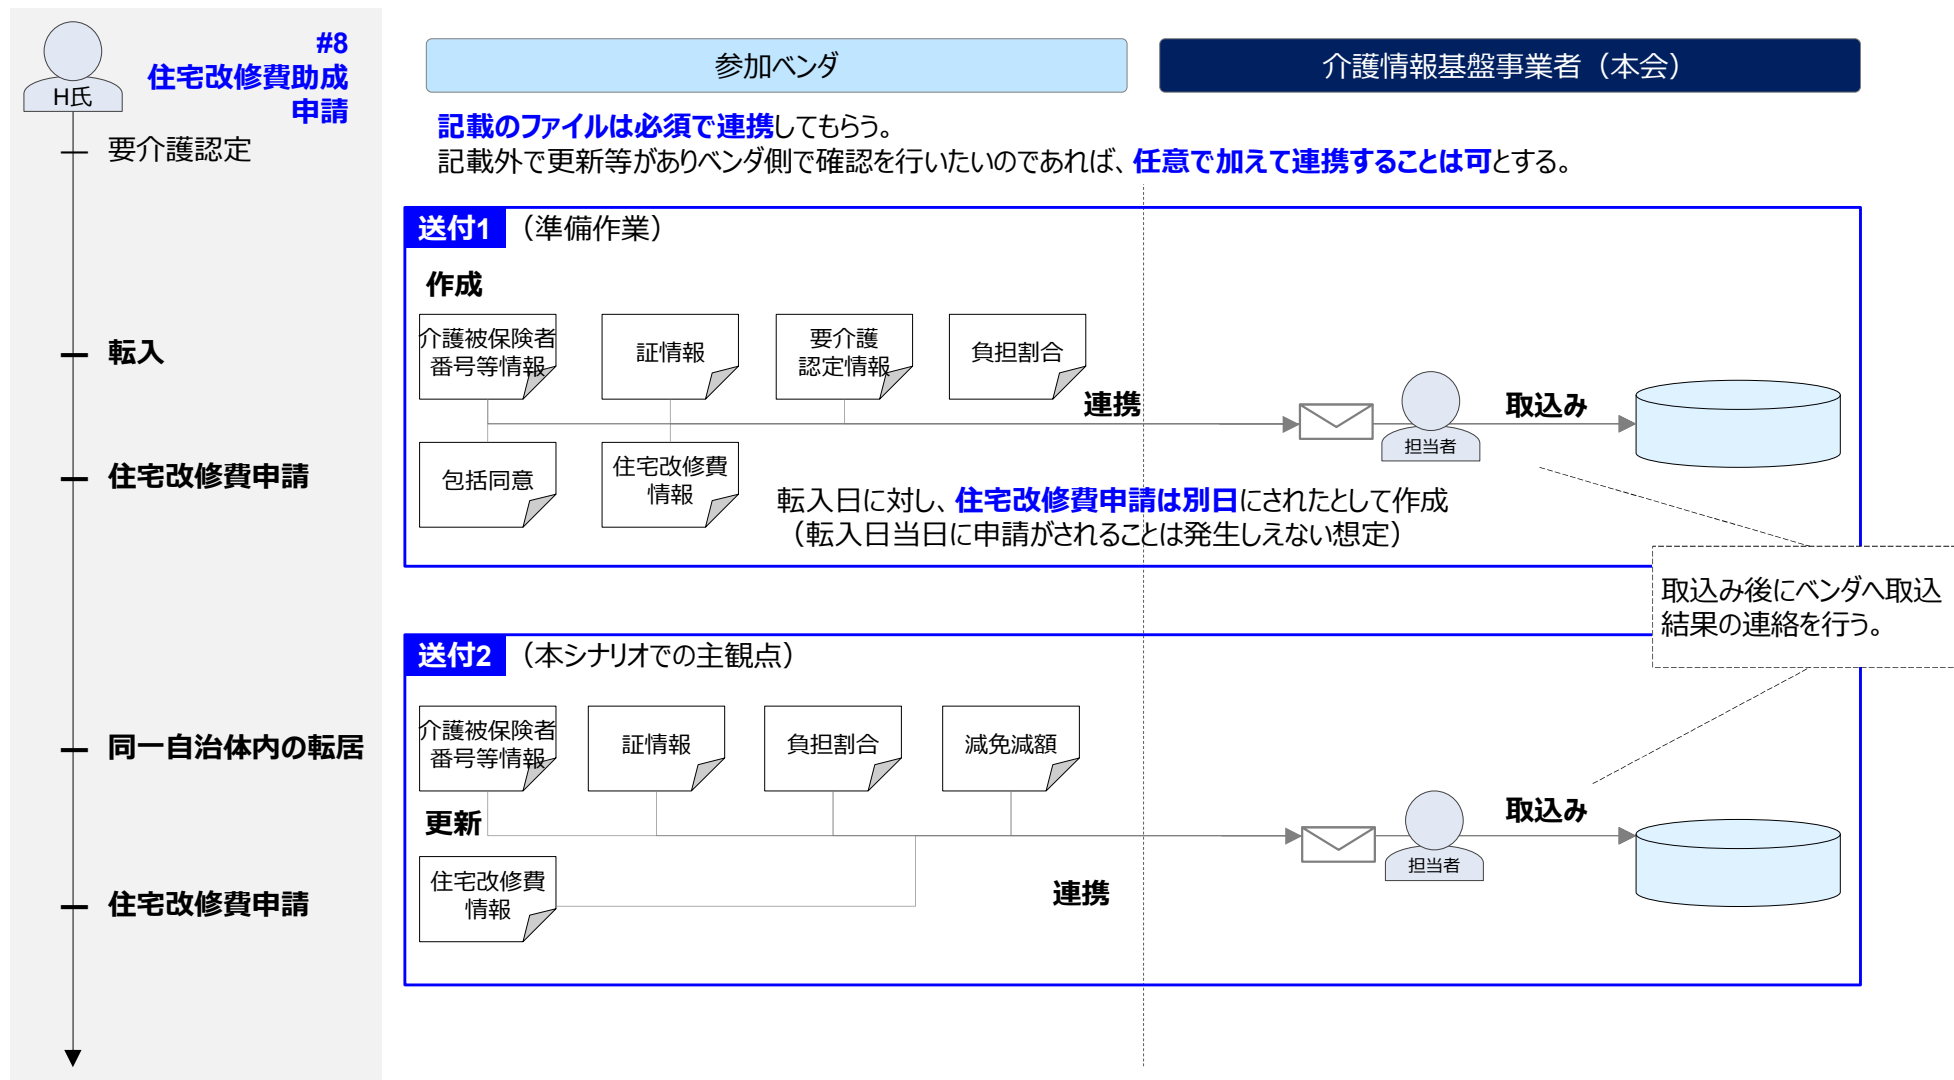 #8
住宅改修費助成
申請
H氏
要介護認定
転入
住宅改修費申請
同一自治体内の転居
住宅改修費申請
参加ベンダ
介護情報基盤事業者（本会）
記載のファイルは必須で連携してもらう。
記載外で更新等がありベンダ側で確認を行いたいのであれば、任意で加えて連携することは可とする。
送付1 （準備作業）
作成
介護被保険者
番号等情報
証情報
要介護
認定情報
負担割合
連携
担当者
取込み
包括同意
住宅改修費
情報
転入日に対し、住宅改修費申請は別日にされたとして作成
（転入日当日に申請がされることは発生しえない想定）
取込み後にベンダへ取込
結果の連絡を行う。
送付2 （本シナリオでの主観点）
介護被保険者
番号等情報
証情報
負担割合
減免減額
更新
住宅改修費
情報
連携
担当者
取込み